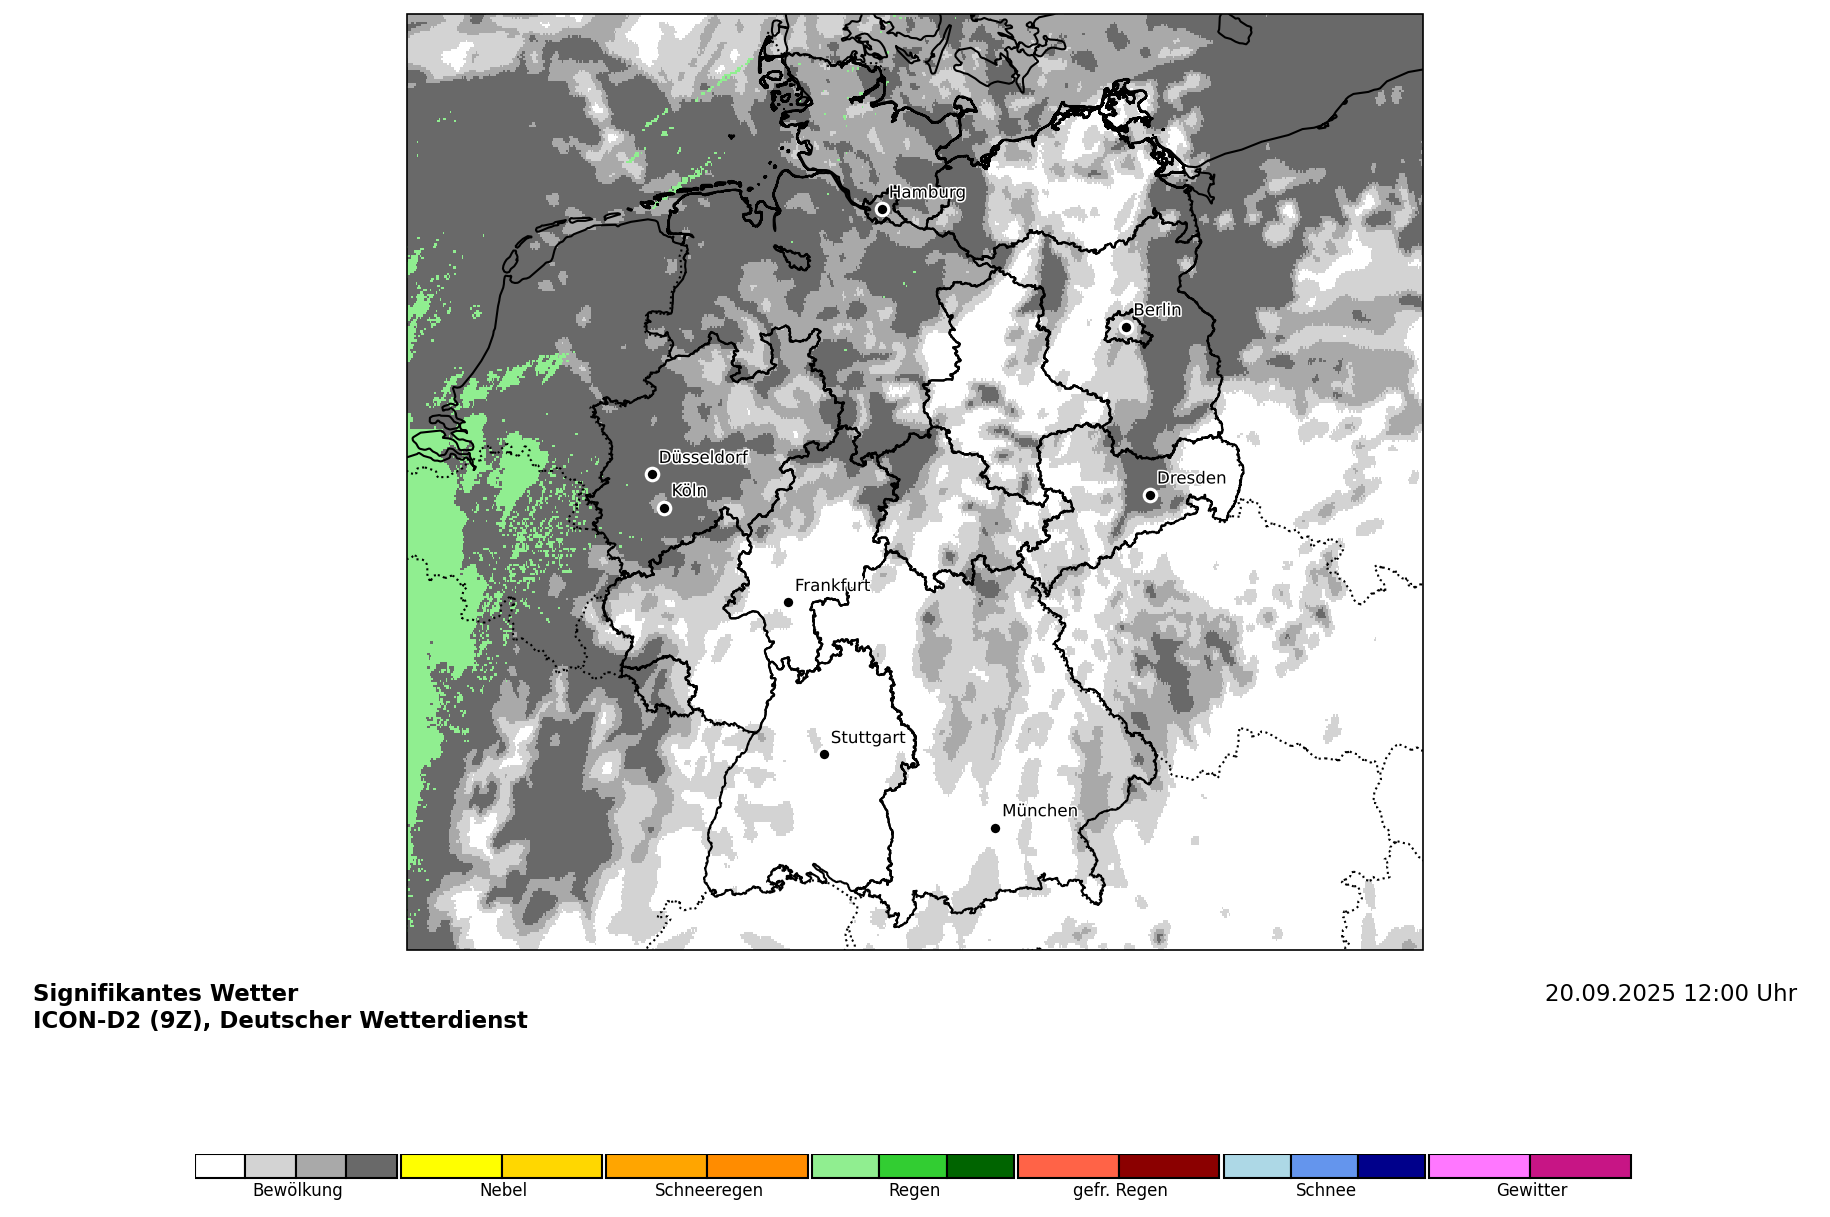 Hamburg
Berlin
Düsseldorf
Köln
Dresden
Frankfurt
Stuttgart
München
Signifikantes Wetter
ICON-D2 (9Z), Deutscher Wetterdienst
20.09.2025 12:00 Uhr
Bewölkung
Nebel
Schneeregen
Regen
gefr. Regen
Schnee
Gewitter